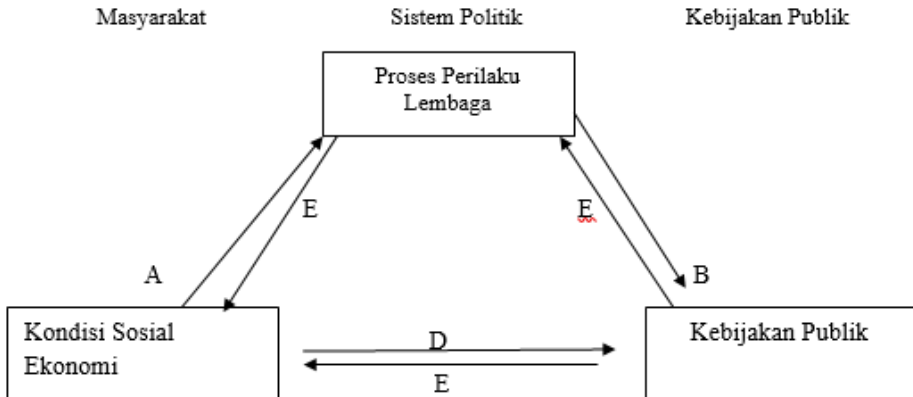 Masyarakat Sistem Politik Kebijakan Publik
Proses Perilaku
Lembaga
E E
A B
Kondisi Sosial
Ekonomi
D
E
Kebijakan Publik